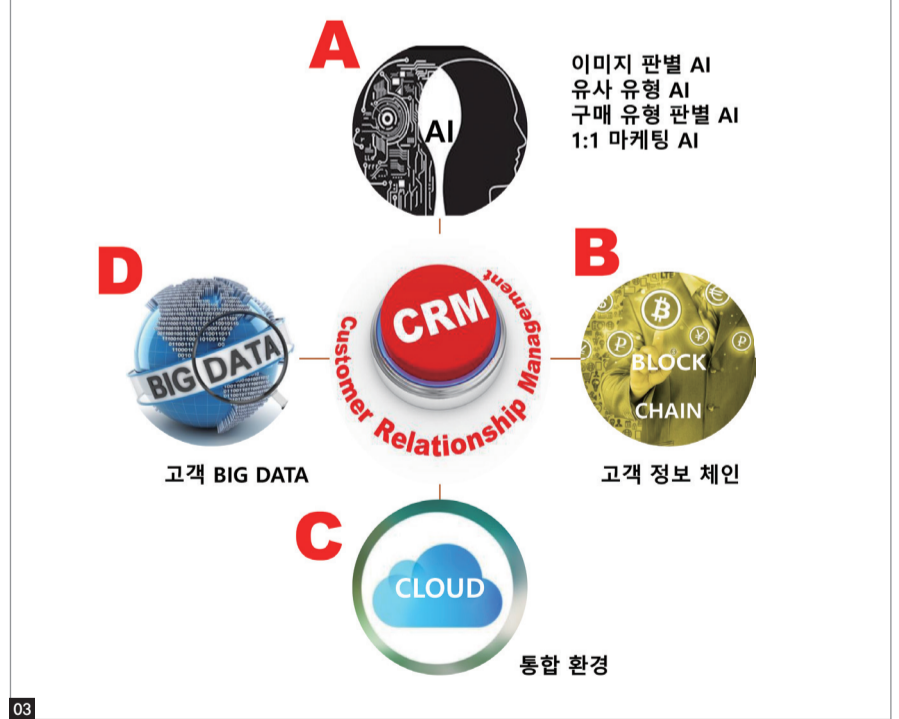 A
AI
이미지 판별 AI
유사 유형 AI
구매 유형 판별 AI
1:1 마케팅 AI
D
BIG DATA
고객 BIG DATA
CRM
Customer Relationship Management
B
BLOCK
CHAIN
고객 정보 체인
C
CLOUD
통합 환경
03